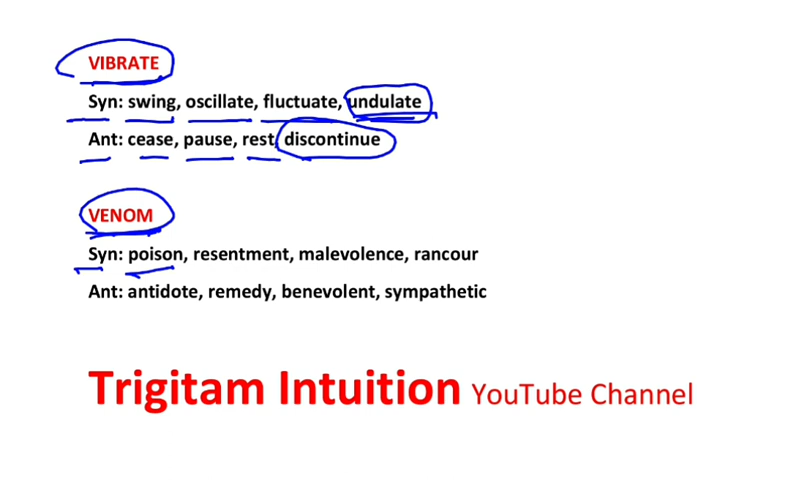 VIBRATE
Syn: swing, oscillate, fluctuate, undulate
Ant: cease, pause, rest, discontinue
VENOM
Syn: poison, resentment, malevolence, rancour
Ant: antidote, remedy, benevolent, sympathetic
Trigitam Intuition YouTube Channel